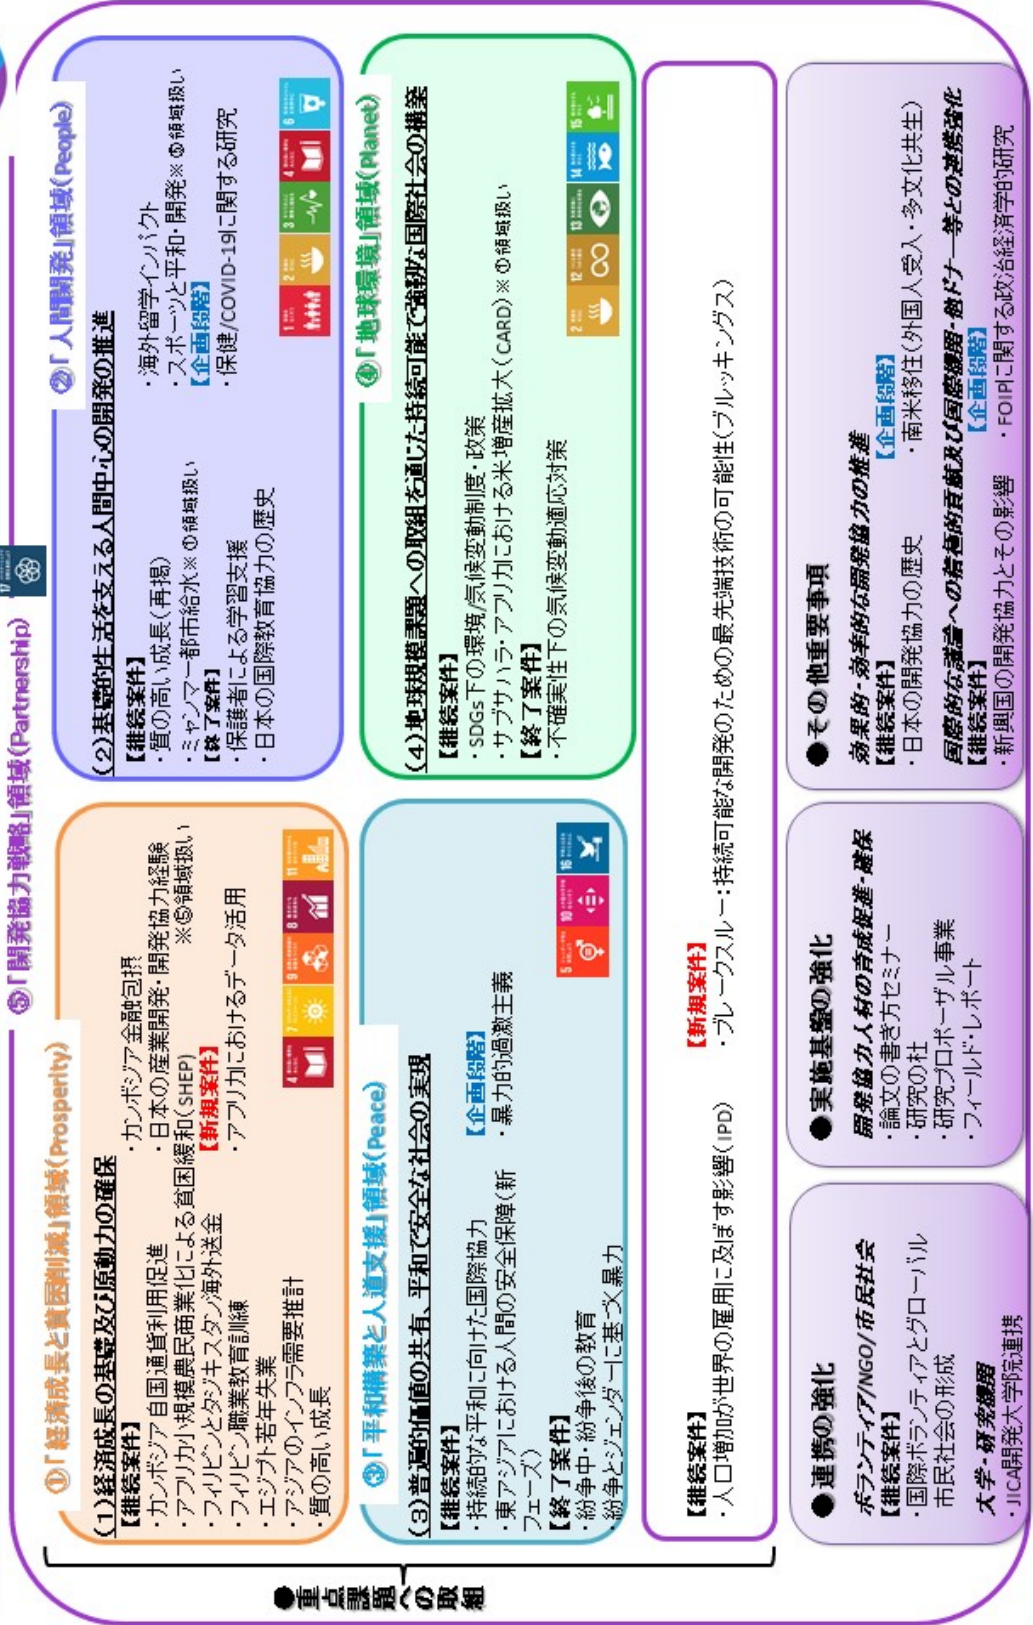 ⑤「開発協力戦略」領域(Partnership)
17
●重点課題への取組
①「経済成長と貧困削減」領域(Prosperity)
(1)経済成長の基礎及び原動力の確保
【継続案件】
・カンボジア自国通貨利用促進
・アフリカ小規模農民商業化による貧困緩和(SHEP)
・フィリピンとタジキスタン海外送金
・フィリピン職業教育訓練
・エジプト若年失業
・アジアのインフラ需要推計
・質の高い成長
・カンボジア金融包摂
・日本の産業開発・開発協力経験
※⑤領域扱い
【新規案件】
・アフリカにおけるデータ活用
4
7
9
8
11
②「人間開発」領域(People)
(2)基礎的生活を支える人間中心の開発の推進
【継続案件】
・質の高い成長(再掲)
・ミャンマー都市給水※①領域扱い
【終了案件】
・保護者による学習支援
・日本の国際教育協力の歴史
・海外留学インパクト
・スポーツと平和・開発※①領域扱い
【企画段階】
・保健/COVID-19に関する研究
1
2
3
4
6
③「平和構築と人道支援」領域(Peace)
(3)普遍的価値の共有、平和で安全な社会の実現
【継続案件】
・持続的な平和に向けた国際協力
・東アジアにおける人間の安全保障(新
フェーズ)
【終了案件】
・紛争中・紛争後の教育
・紛争とジェンダーに基づく暴力
【企画段階】
・暴力的過激主義
5
10
16
④「地球環境」領域(Planet)
(4)地球規模課題への取組を通じた持続可能で強靭な国際社会の構築
【継続案件】
・SDGs下の環境/気候変動制度・政策
・サブサハラ・アフリカにおける米増産拡大(CARD)※①領域扱い
【終了案件】
・不確実性下の気候変動適応対策
2
12
13
14
15
【継続案件】
・人口増加が世界の雇用に及ぼす影響(IPD)
【新規案件】
・ブレークスルー:持続可能な開発のための最先端技術の可能性(ブルッキングス)
●連携の強化
ボランティア/NGO/市民社会
【継続案件】
・国際ボランティアとグローバル
市民社会の形成
大学・研究機関
・JICA開発大学院連携
●実施基盤の強化
開発協力人材の育成促進・確保
・論文の書き方セミナー
・研究の杜
・研究プロポーザル事業
・フィールド・レポート
●その他重要事項
効果的・効率的な開発協力の推進
【継続案件】
・日本の開発協力の歴史
【企画段階】
・南米移住(外国人受入・多文化共生)
国際的な議論への積極的貢献及び国際機関・他ドナー等との連携強化
【継続案件】
・新興国の開発協力とその影響
【企画段階】
・FOIPに関する政治経済学的研究